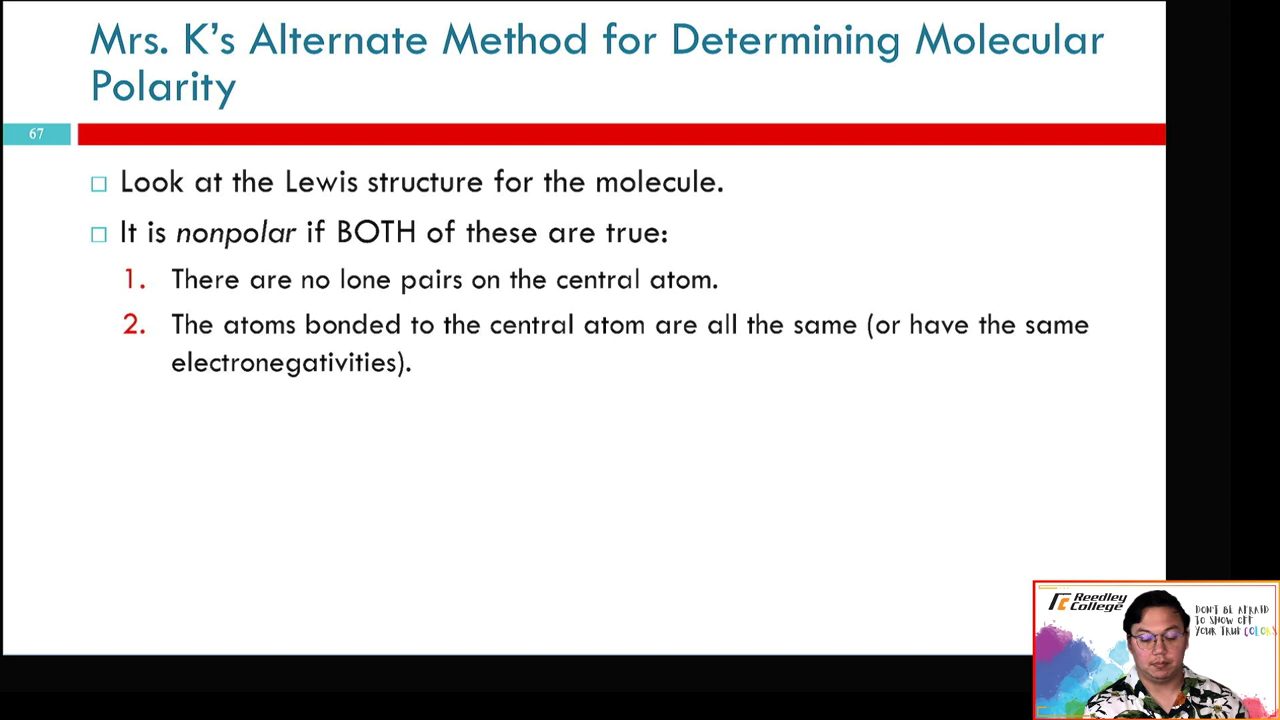 Mrs. K's Alternate Method for Determining Molecular
Polarity
67
Look at the Lewis structure for the molecule.
It is nonpolar if BOTH of these are true:
1. There are no lone pairs on the central atom.
2. The atoms bonded to the central atom are all the same (or have the same
electronegativities).
Reedley
College
DON'T BE AFRAID
TO SHOW OFF
YOUR TRUE COLORS